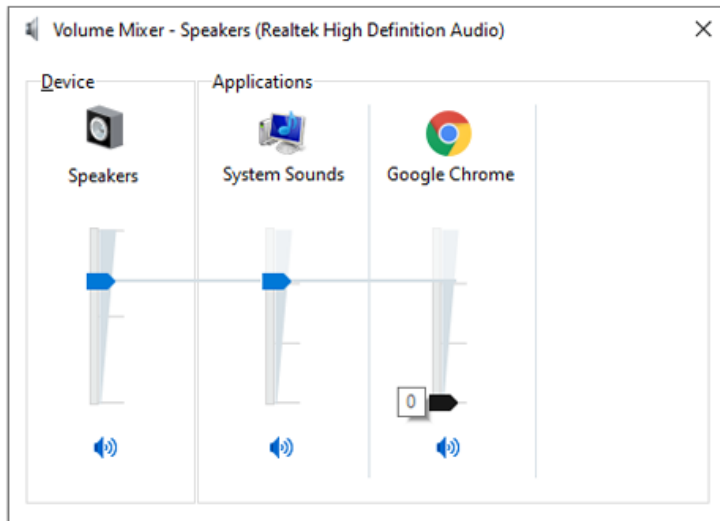 Volume Mixer - Speakers (Realtek High Definition Audio)
Device
Applications
Speakers
System Sounds
Google Chrome
0